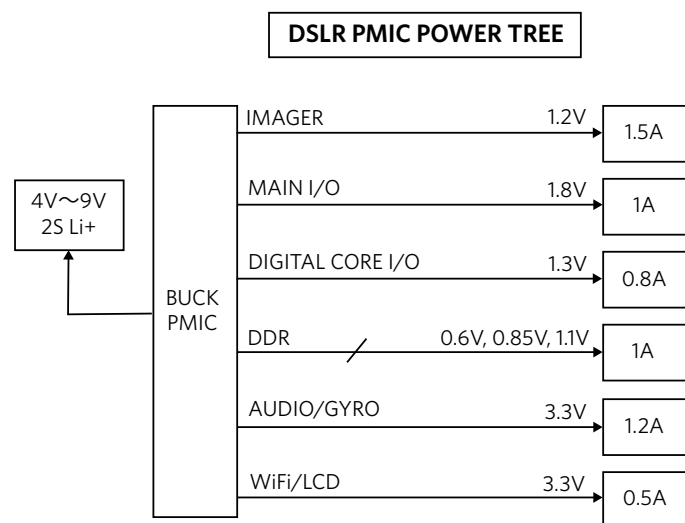 DSLR PMIC POWER TREE
IMAGER 1.2V 1.5A
MAIN I/O 1.8V 1A
4V～9V
2S Li+
DIGITAL CORE I/O 1.3V 0.8A
BUCK
PMIC
DDR 0.6V, 0.85V, 1.1V 1A
AUDIO/GYRO 3.3V 1.2A
WiFi/LCD 3.3V 0.5A